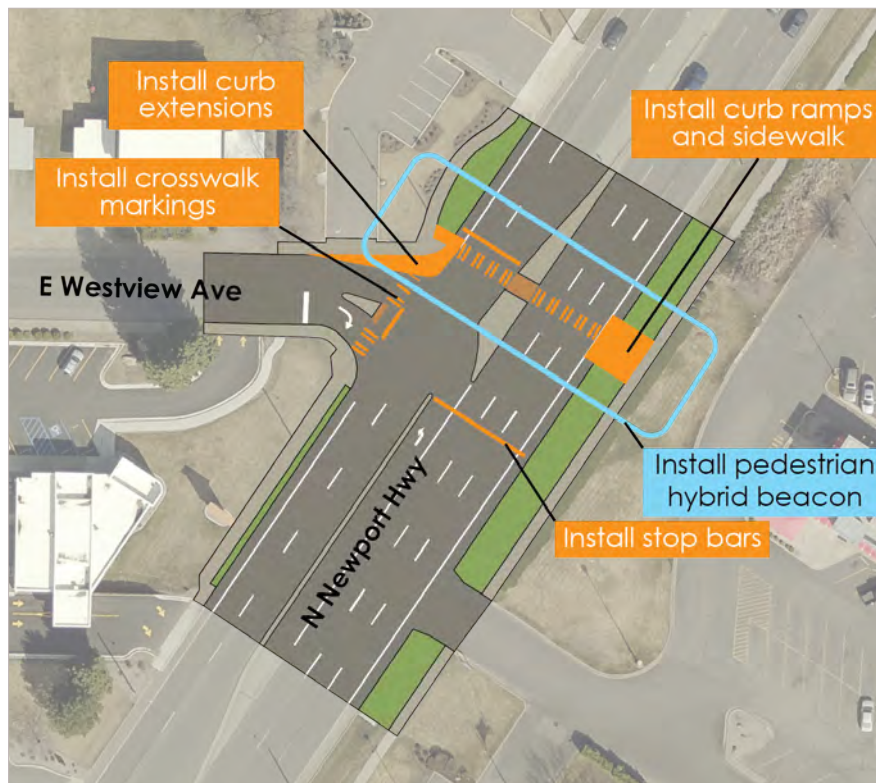 Install curb
extensions
Install curb ramps
and sidewalk
Install crosswalk
markings
E Westview Ave
N Newport Hwy
Install pedestrian
hybrid beacon
Install stop bars